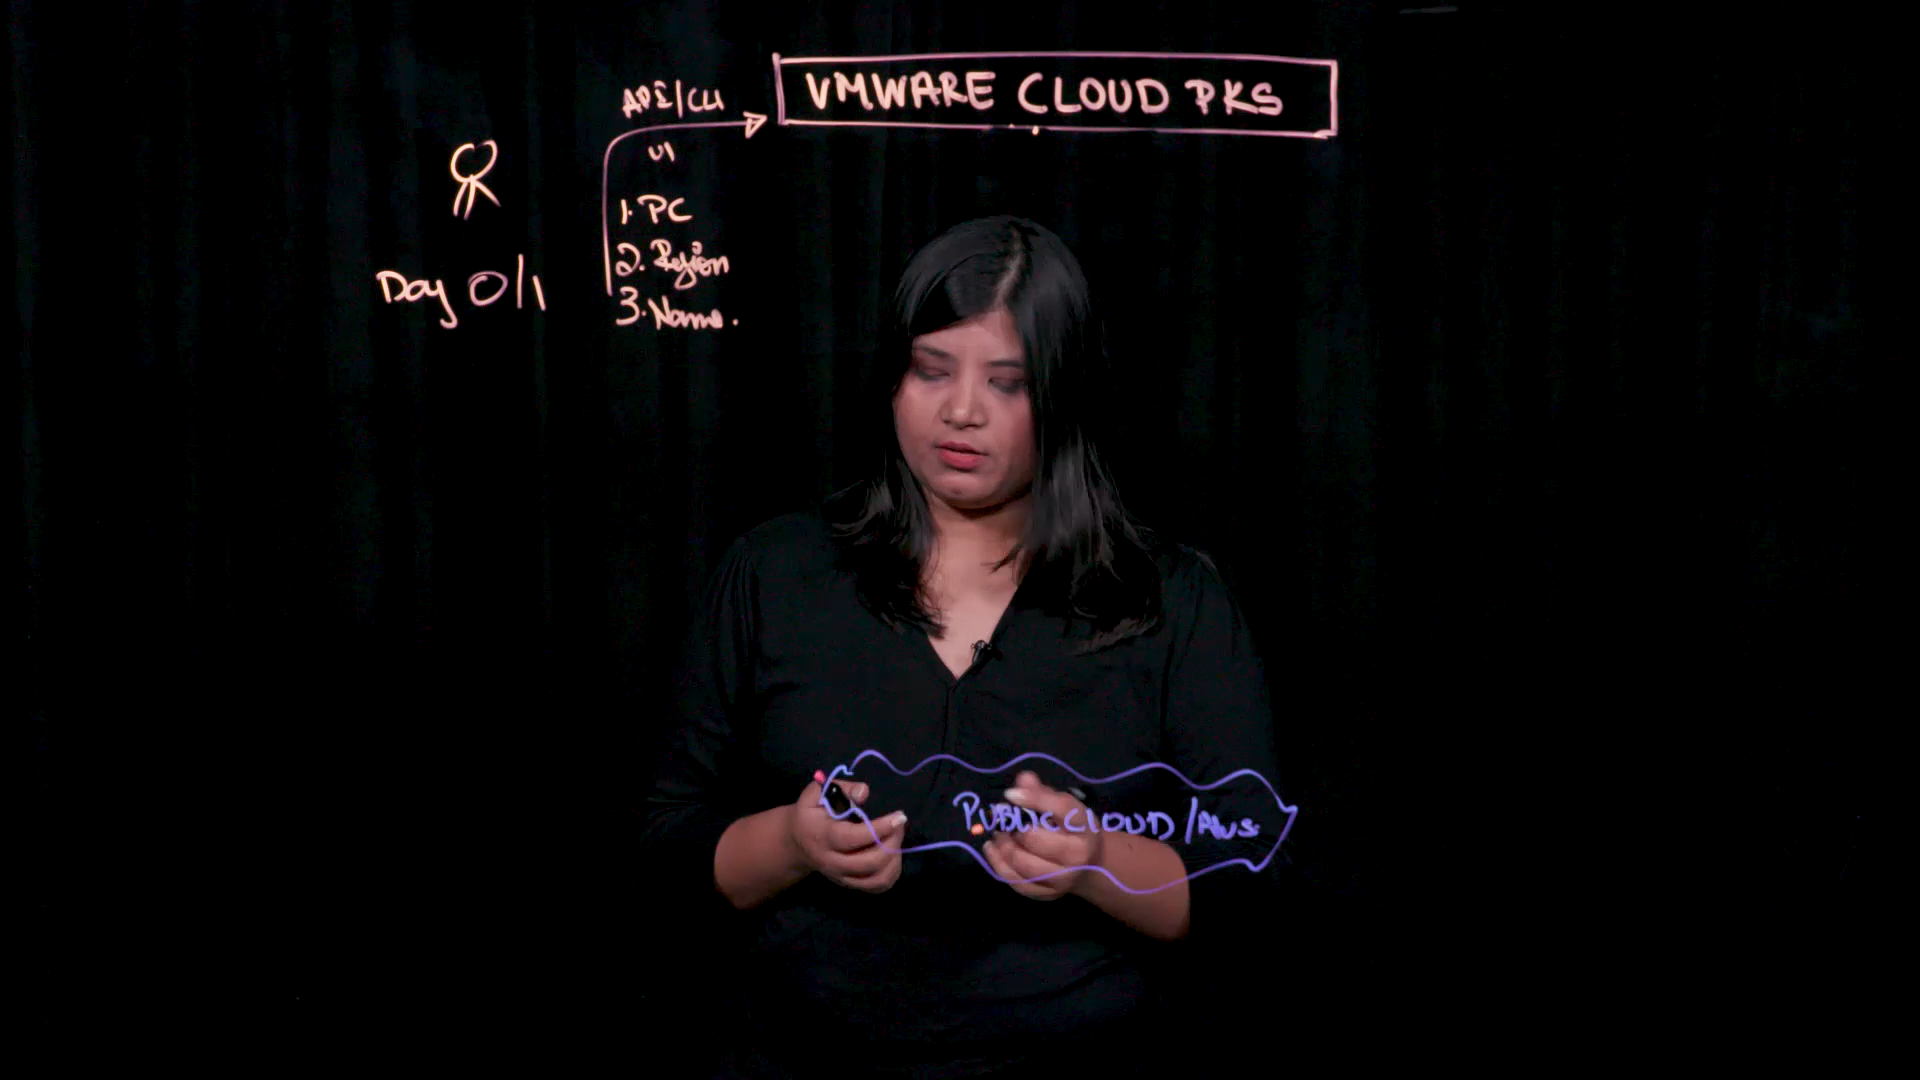 VMWARE CLOUD PKS
API/CLI
UI
1. PC
2. Region
3. Name.
Day 0/1
PUBLIC CLOUD / AWS